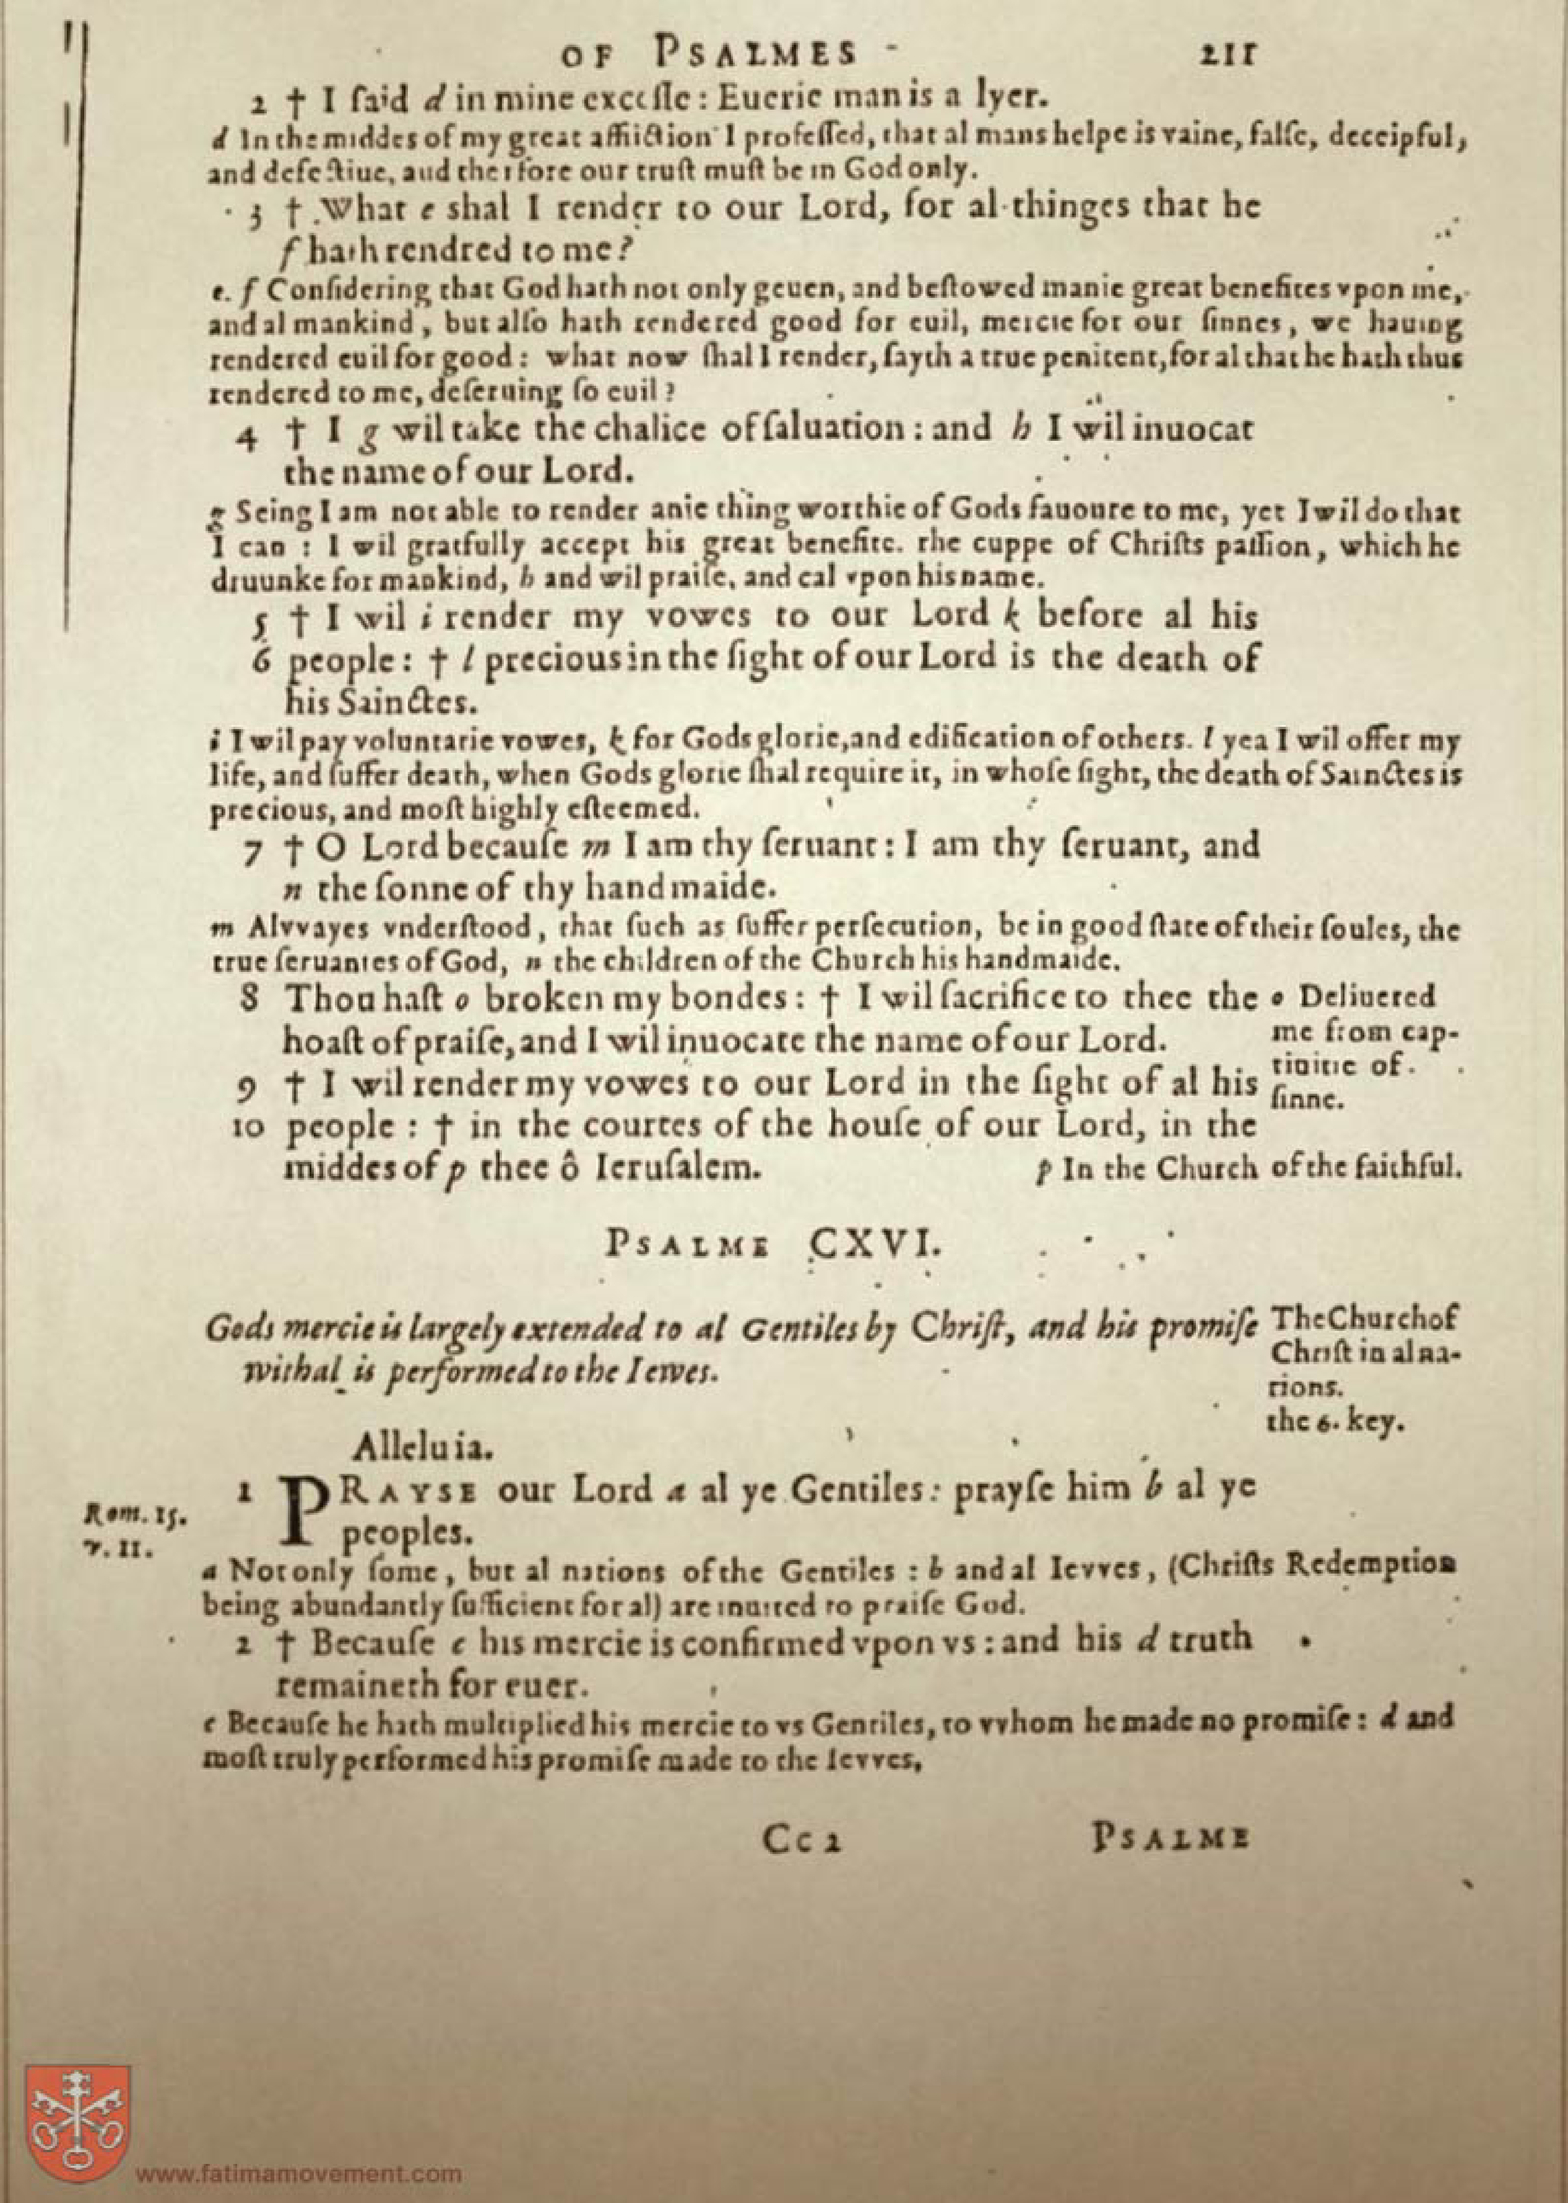 OF PSALMES - 211
2 † I ſaid d in mine exceſſe: Euerie man is a lyer.
d In the middes of my great affliction I profeſſed, that al mans helpe is vaine, falſe, deceipful,
and defectiue, aud therfore our truſt muſt be in God only.
3 † What e shal I render to our Lord, for al thinges that he
f hath rendred to me?
e. f Conſidering that God hath not only geuen, and beſtowed manie great benefites vpon me,
and al mankind, but alſo hath rendered good for euil, mercie for our ſinnes, we hauing
rendered euil for good: what now ſhal I render, ſayth a true penitent, for al that he hath thus
rendered to me, deſeruing ſo euil?
4 † I g wil take the chalice of ſaluation: and h I wil inuocat
the name of our Lord.
g Seing I am not able to render anie thing worthie of Gods fauoure to me, yet I wil do that
I can: I wil gratfully accept his great benefite. rhe cuppe of Chriſts paſſion, which he
druunke for mankind, h and wil praiſe, and cal vpon his name.
5 † I wil i render my vowes to our Lord k before al his
6 people: † l precious in the ſight of our Lord is the death of
his Sainctes.
i I wil pay voluntarie vowes, k for Gods glorie, and edification of others. l yea I wil offer my
life, and ſuffer death, when Gods glorie ſhal require it, in whoſe ſight, the death of Sainctes is
precious, and moſt highly eſteemed.
7 † O Lord becauſe m I am thy ſeruant: I am thy ſeruant, and
n the ſonne of thy handmaide.
m Alvvayes vnderſtood, that ſuch as ſuffer perſecution, be in good ſtate of their ſoules, the
true ſeruantes of God, n the children of the Church his handmaide.
8 Thou haſt o broken my bondes: † I wil ſacrifice to thee the
hoaſt of praiſe, and I wil inuocate the name of our Lord.
o Deliuered
me from cap-
tiuitie of
ſinne.
9 † I wil render my vowes to our Lord in the ſight of al his
10 people: † in the courtes of the houſe of our Lord, in the
middes of p thee ô Ieruſalem.
p In the Church of the faithful.
PSALME CXVI.
Gods mercie is largely extended to al Gentiles by Chriſt, and his promiſe
withal is performed to the Iewes.
The Church of
Chriſt in al na-
tions.
the 6. key.
Alleluia.
Rom. 15.
v. 11.
1 PRAYSE our Lord a al ye Gentiles: prayſe him b al ye
peoples.
a Not only ſome, but al nations of the Gentiles: b and al Ievves, (Chriſts Redemption
being abundantly ſufficient for al) are inuited to praiſe God.
2 † Becauſe c his mercie is confirmed vpon vs: and his d truth
remaineth for euer.
c Becauſe he hath multiplied his mercie to vs Gentiles, to vvhom he made no promiſe: d and
moſt truly performed his promiſe made to the Ievves,
Cc 2 PSALME
www.fatimamovement.com